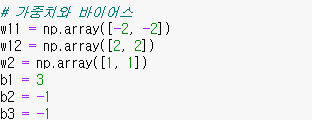 # 가중치와 바이어스
w11 = np.array([-2, -2])
w12 = np.array([2, 2])
w2 = np.array([1, 1])
b1 = 3
b2 = -1
b3 = -1